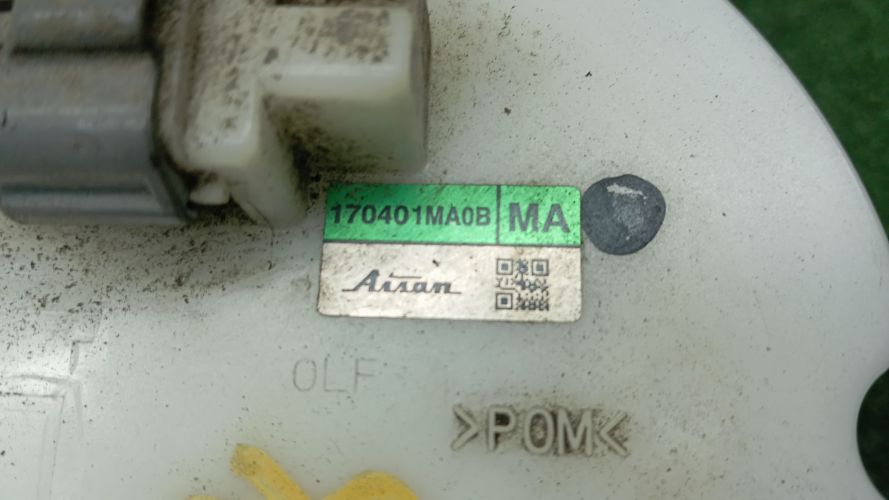 170401MA0B MA
Aisan
OLF
>POM<